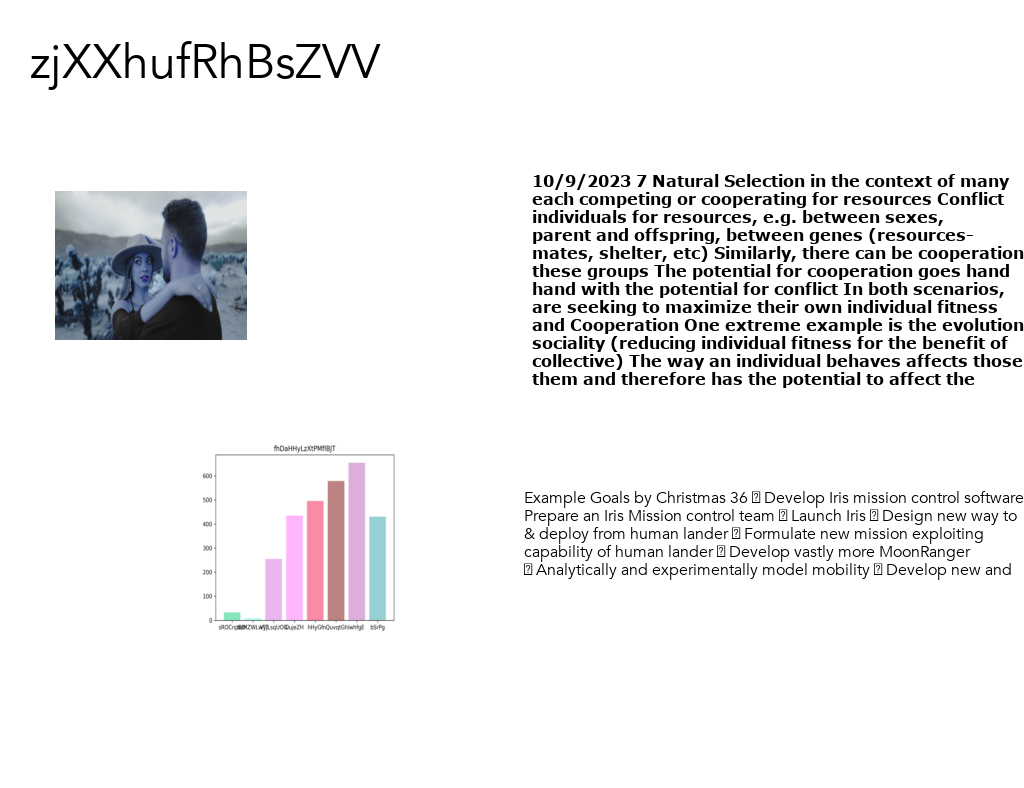 zjXXhufRhBsZVV
10/9/2023 7 Natural Selection in the context of many
each competing or cooperating for resources Conflict
individuals for resources, e.g. between sexes,
parent and offspring, between genes (resources-
mates, shelter, etc) Similarly, there can be cooperation
these groups The potential for cooperation goes hand
hand with the potential for conflict In both scenarios,
are seeking to maximize their own individual fitness
and Cooperation One extreme example is the evolution
sociality (reducing individual fitness for the benefit of
collective) The way an individual behaves affects those
them and therefore has the potential to affect the
fhDaHHyLzXtPMflBJT
600
500
400
300
200
100
0
DujeZH
bSrPg
Example Goals by Christmas 36 ⍰ Develop Iris mission control software
Prepare an Iris Mission control team ⍰ Launch Iris ⍰ Design new way to
& deploy from human lander ⍰ Formulate new mission exploiting
capability of human lander ⍰ Develop vastly more MoonRanger
⍰ Analytically and experimentally model mobility ⍰ Develop new and